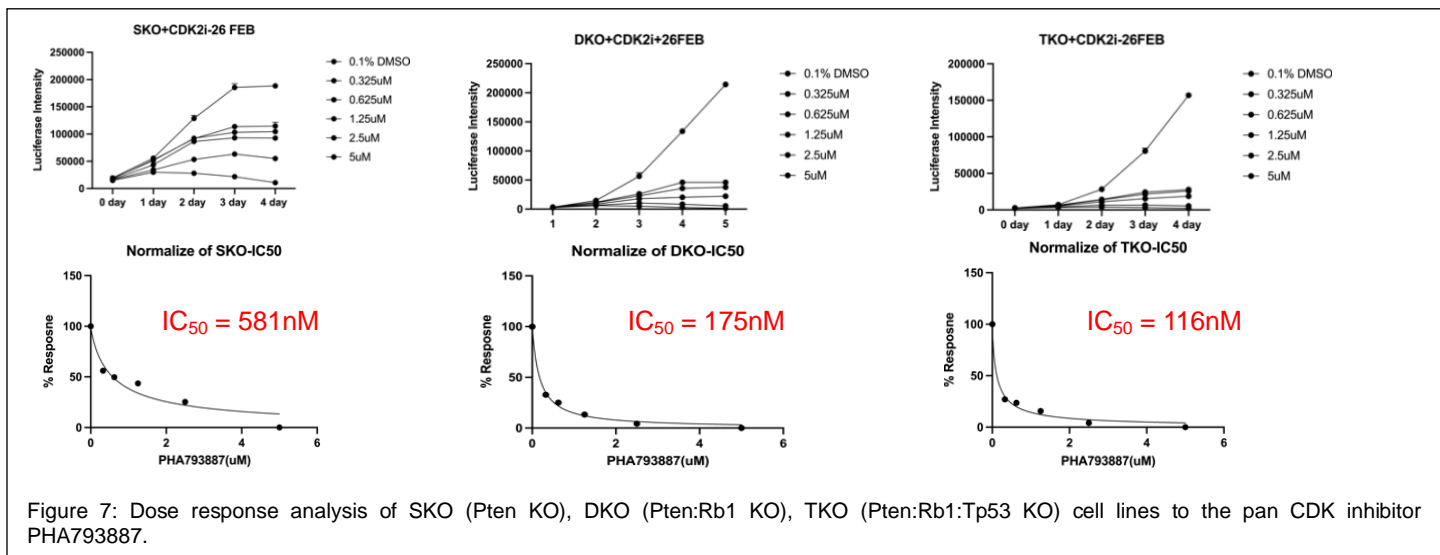 SKO+CDK2i-26 FEB
Luciferase Intensity
250000
200000
150000
100000
50000
0
0 day 1 day 2 day 3 day 4 day
0.1% DMSO
0.325uM
0.625uM
1.25uM
2.5uM
5uM
DKO+CDK2i+26FEB
Luciferase Intensity
250000
200000
150000
100000
50000
0
1 2 3 4 5
0.1% DMSO
0.325uM
0.625uM
1.25uM
2.5uM
5uM
TKO+CDK2i-26FEB
Luciferase Intensity
200000
150000
100000
50000
0
0 day 1 day 2 day 3 day 4 day
0.1% DMSO
0.325uM
0.625uM
1.25uM
2.5uM
5uM
Normalize of SKO-IC50
% Resposne
150
100
50
0
IC50 = 581nM
0 2 4 6
PHA793887(uM)
Normalize of DKO-IC50
% Resposne
150
100
50
0
IC50 = 175nM
0 2 4 6
PHA793887(uM)
Normalize of TKO-IC50
% Resposne
150
100
50
0
IC50 = 116nM
0 2 4 6
PHA793887(uM)
Figure 7: Dose response analysis of SKO (Pten KO), DKO (Pten:Rb1 KO), TKO (Pten:Rb1:Tp53 KO) cell lines to the pan CDK inhibitor
PHA793887.